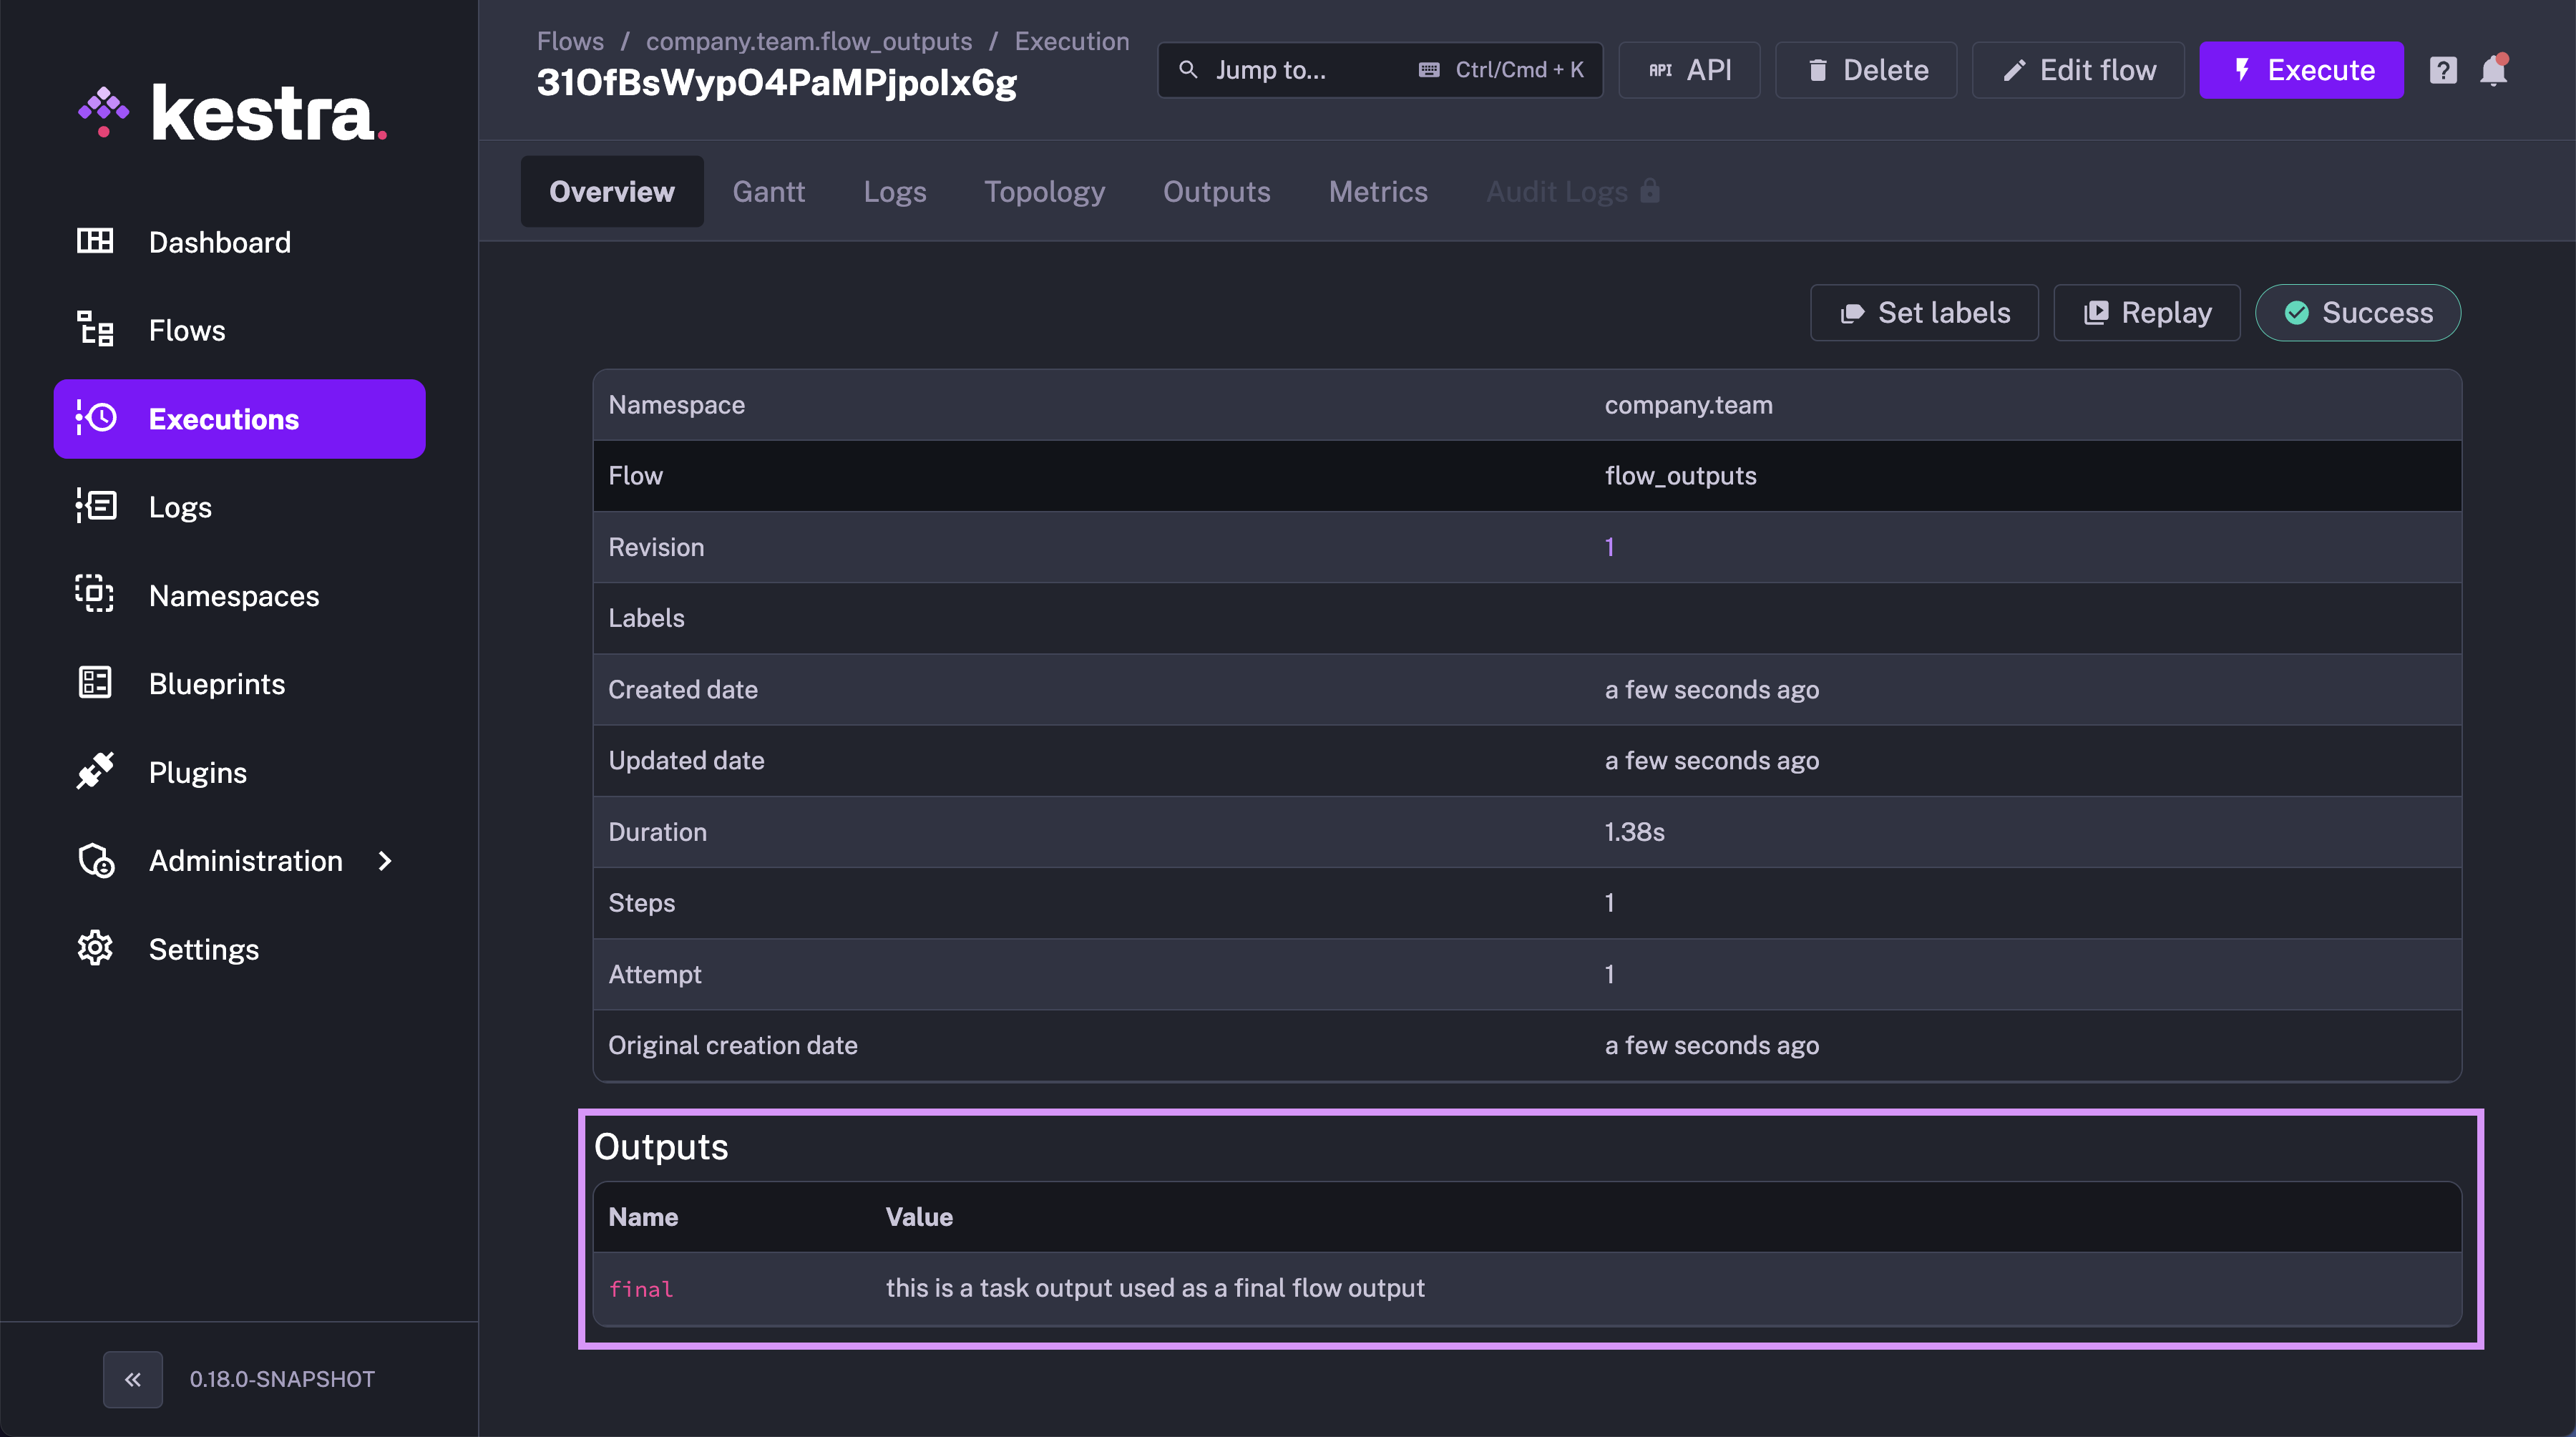 kestra.
Dashboard
Flows
Executions
Logs
Namespaces
Blueprints
Plugins
Administration
Settings
0.18.0-SNAPSHOT
Flows / company.team.flow_outputs / Execution
31OfBsWypO4PaMPjpoIx6g
Jump to... Ctrl/Cmd + K
API API
Delete
Edit flow
Execute
Overview Gantt Logs Topology Outputs Metrics Audit Logs
Set labels Replay Success
Namespace company.team
Flow flow_outputs
Revision 1
Labels
Created date a few seconds ago
Updated date a few seconds ago
Duration 1.38s
Steps 1
Attempt 1
Original creation date a few seconds ago
Outputs
Name Value
final this is a task output used as a final flow output